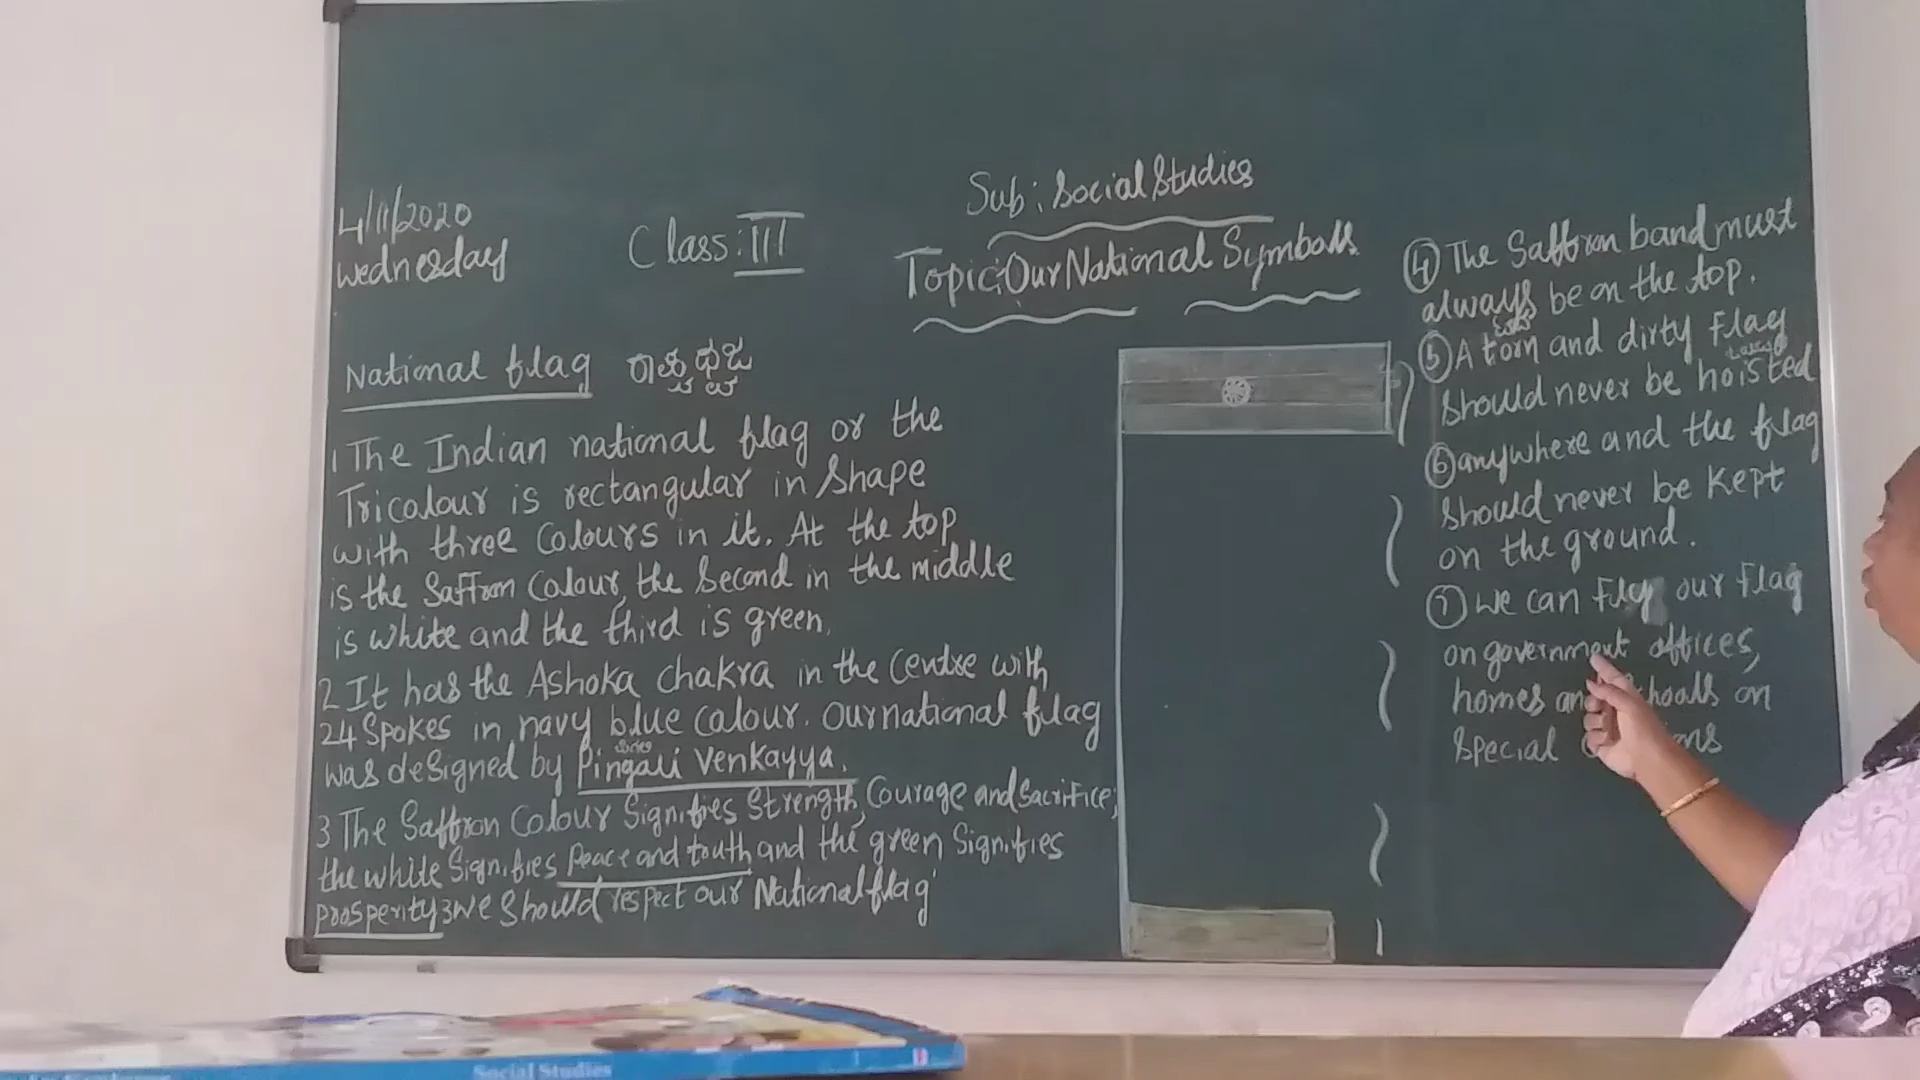 4/11/2020
Wednesday
Class: III
Sub: Social Studies
Topic: Our National Symbols
National flag ರಾಷ್ಟ್ರ ಧ್ವಜ
1 The Indian national flag or the
Tricolour is rectangular in shape
with three colours in it. At the top
is the Saffron colour, the second in the middle
is white and the third is green.
2 It has the Ashoka chakra in the centre with
24 spokes in navy blue colour. Our national flag
was designed by Pingali Venkayya.
3 The Saffron colour signifies strength, courage and sacrifice;
the white signifies peace and truth and the green signifies
prosperity 3 We should respect our National flag
④ The Saffron band must
always be on the top.
⑤ A torn and dirty flag
should never be hoisted
⑥ anywhere and the flag
should never be kept
on the ground.
⑦ We can fly our flag
on government offices,
homes and schools on
special
Social Studies